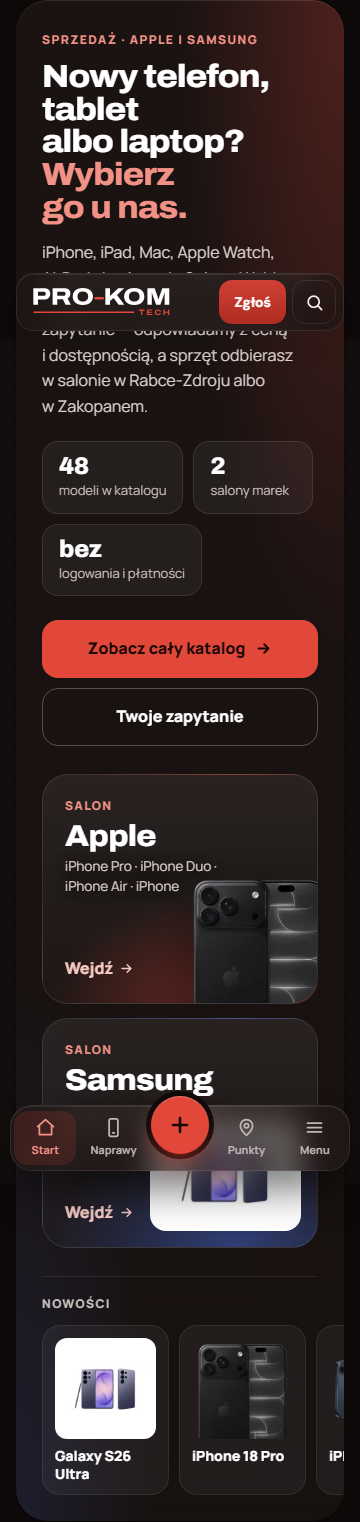 SPRZEDAŻ · APPLE I SAMSUNG
Nowy telefon,
tablet
albo laptop?
Wybierz
go u nas.
iPhone, iPad, Mac, Apple Watch,
PRO-KOM
TECH
Zgłoś
zapytanie — odpowiadamy z ceną
i dostępnością, a sprzęt odbierasz
w salonie w Rabce-Zdroju albo
w Zakopanem.
48
modeli w katalogu
2
salony marek
bez
logowania i płatności
Zobacz cały katalog →
Twoje zapytanie
SALON
Apple
iPhone Pro · iPhone Duo ·
iPhone Air · iPhone
Wejdź →
SALON
Samsung
Start
Naprawy
+
Punkty
Menu
Wejdź →
NOWOŚCI
Galaxy S26
Ultra
iPhone 18 Pro